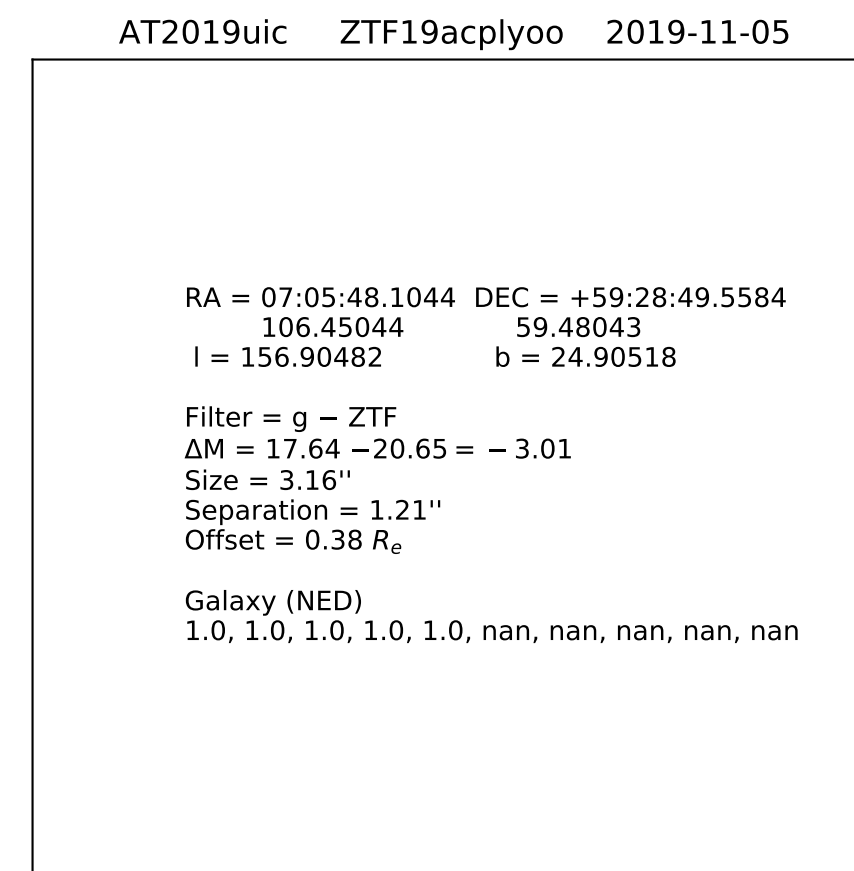 AT2019uic ZTF19acplyoo 2019-11-05
RA = 07:05:48.1044 DEC = +59:28:49.5584
106.45044 59.48043
l = 156.90482 b = 24.90518
Filter = g − ZTF
ΔM = 17.64 −20.65 = − 3.01
Size = 3.16''
Separation = 1.21''
Offset = 0.38 Rₑ
Galaxy (NED)
1.0, 1.0, 1.0, 1.0, 1.0, nan, nan, nan, nan, nan